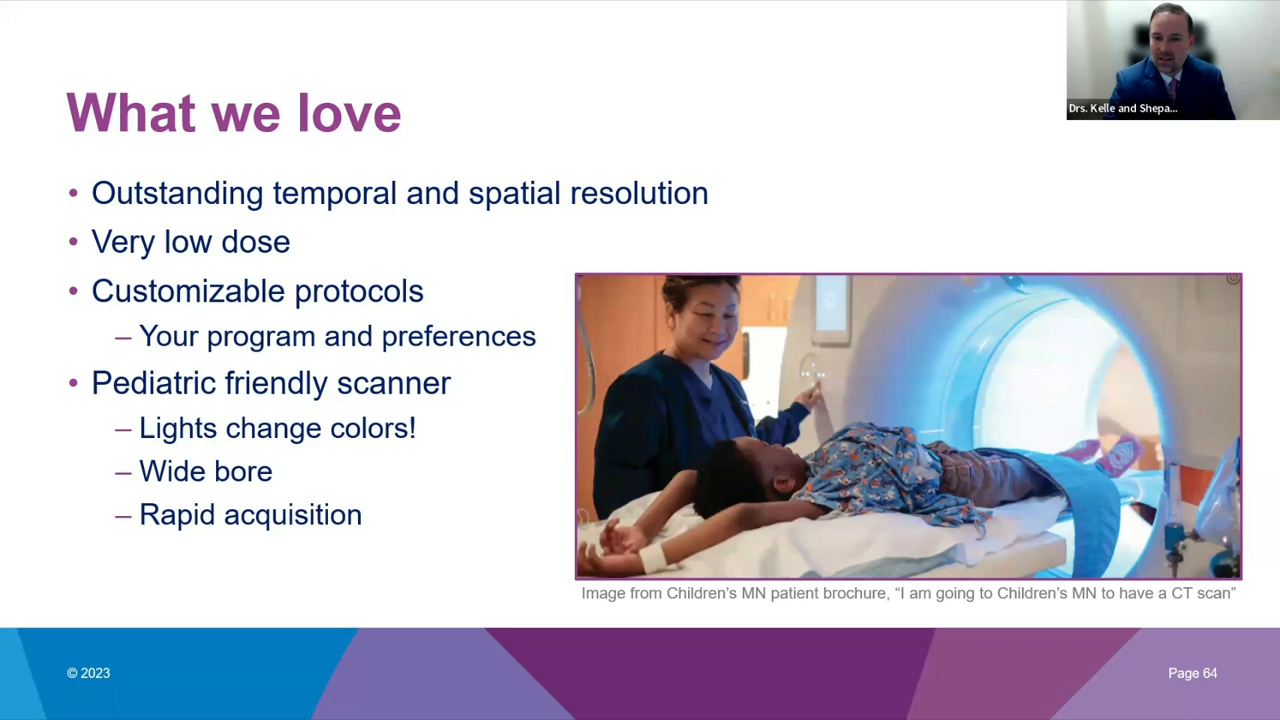 Drs. Kelle and Shepa...
What we love
• Outstanding temporal and spatial resolution
• Very low dose
• Customizable protocols
– Your program and preferences
• Pediatric friendly scanner
– Lights change colors!
– Wide bore
– Rapid acquisition
Image from Children's MN patient brochure, “I am going to Children's MN to have a CT scan”
© 2023
Page 64